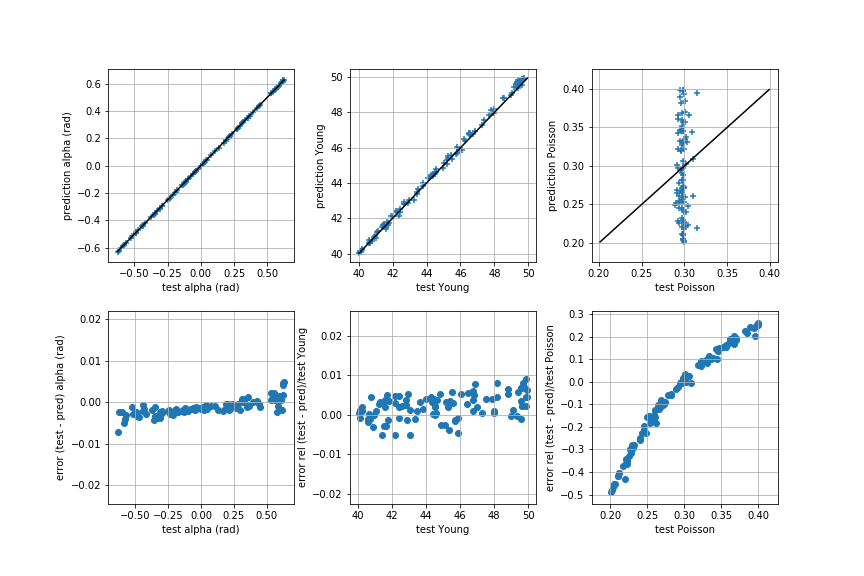 prediction alpha (rad)
0.6
0.4
0.2
0.0
−0.2
−0.4
−0.6
−0.50 −0.25 0.00 0.25 0.50
test alpha (rad)
prediction Young
50
48
46
44
42
40
40 42 44 46 48 50
test Young
prediction Poisson
0.40
0.35
0.30
0.25
0.20
0.20 0.25 0.30 0.35 0.40
test Poisson
error (test - pred) alpha (rad)
0.02
0.01
0.00
−0.01
−0.02
−0.50 −0.25 0.00 0.25 0.50
test alpha (rad)
error rel (test - pred)/test Young
0.02
0.01
0.00
−0.01
−0.02
40 42 44 46 48 50
test Young
error rel (test - pred)/test Poisson
0.3
0.2
0.1
0.0
−0.1
−0.2
−0.3
−0.4
−0.5
0.20 0.25 0.30 0.35 0.40
test Poisson